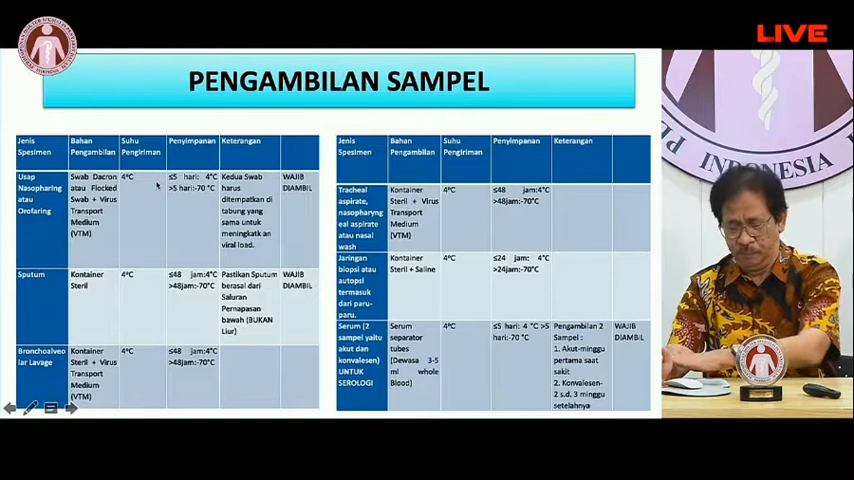 LIVE
PENGAMBILAN SAMPEL
Jenis Spesimen
Bahan Pengambilan
Suhu Pengiriman
Penyimpanan
Keterangan
Usap Nasopharing atau Orofaring
Swab Dacron atau Flocked Swab + Virus Transport Medium (VTM)
4°C
≤5 hari: 4°C
>5 hari:-70 °C
Kedua Swab harus ditempatkan di tabung yang sama untuk meningkatk an viral load.
WAJIB DIAMBIL
Sputum
Kontainer Steril
4°C
≤48 jam:4°C
>48jam:-70°C
Pastikan Sputum berasal dari Saluran Pernapasan bawah (BUKAN Liur)
WAJIB DIAMBIL
Bronchoalveo lar Lavage
Kontainer Steril + Virus Transport Medium (VTM)
4°C
≤48 jam:4°C
>48jam:-70°C
Jenis Spesimen
Bahan Pengambilan
Suhu Pengiriman
Penyimpanan
Keterangan
Tracheal aspirate, nasopharyng eal aspirate atau nasal wash
Kontainer Steril + Virus Transport Medium (VTM)
4°C
≤48 jam:4°C
>48jam:-70°C
Jaringan biopsi atau autopsi termasuk dari paru-paru.
Kontainer Steril + Saline
4°C
≤24 jam: 4°C
>24jam:-70°C
Serum (2 sampel yaitu akut dan konvalesen) UNTUK SEROLOGI
Serum separator tubes (Dewasa 3-5 ml whole Blood)
4°C
≤5 hari: 4 °C >5 hari:-70 °C
Pengambilan 2 Sampel :
1. Akut-minggu pertama saat sakit
2. Konvalesen- 2 s.d. 3 minggu setelahnya
WAJIB DIAMBIL
INDONESIA